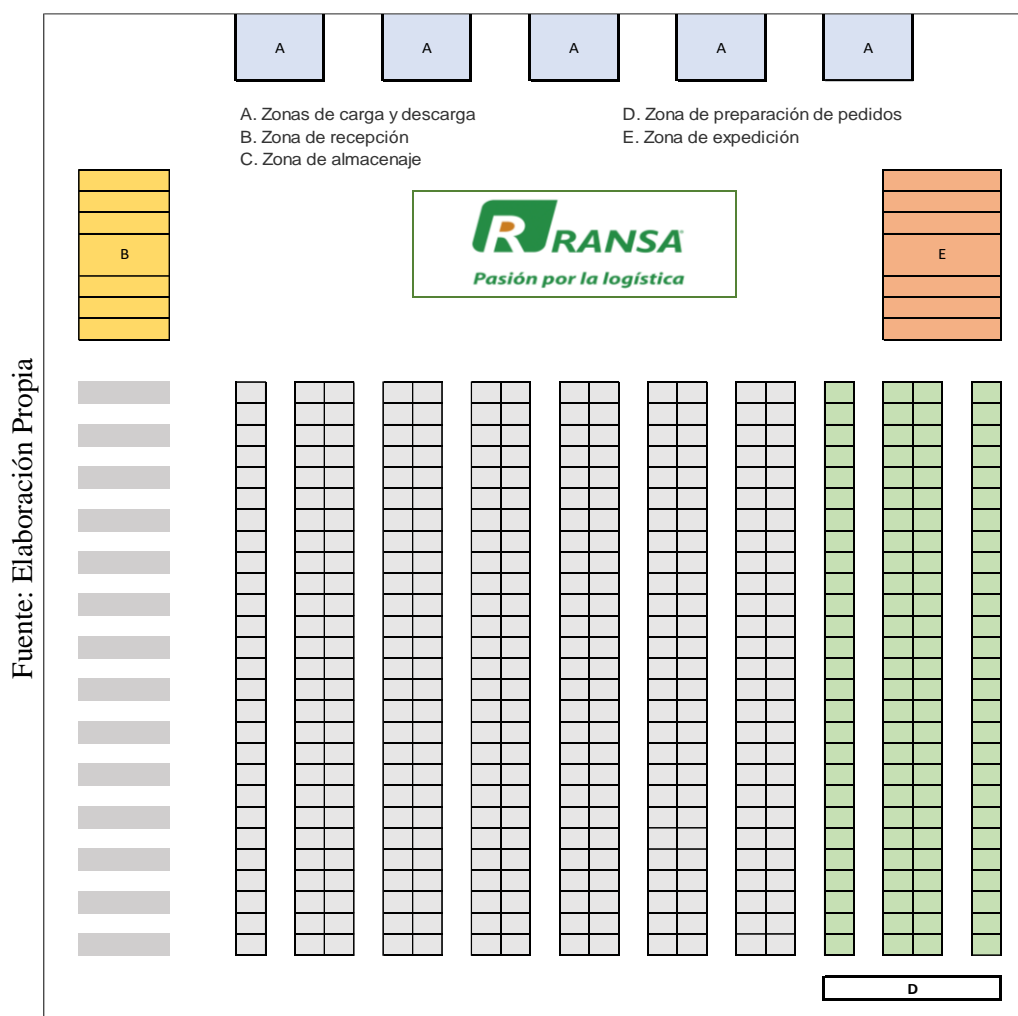 A A A A A
A. Zonas de carga y descarga
B. Zona de recepción
C. Zona de almacenaje
D. Zona de preparación de pedidos
E. Zona de expedición
R RANSA
Pasión por la logística
B
E
D
Fuente: Elaboración Propia